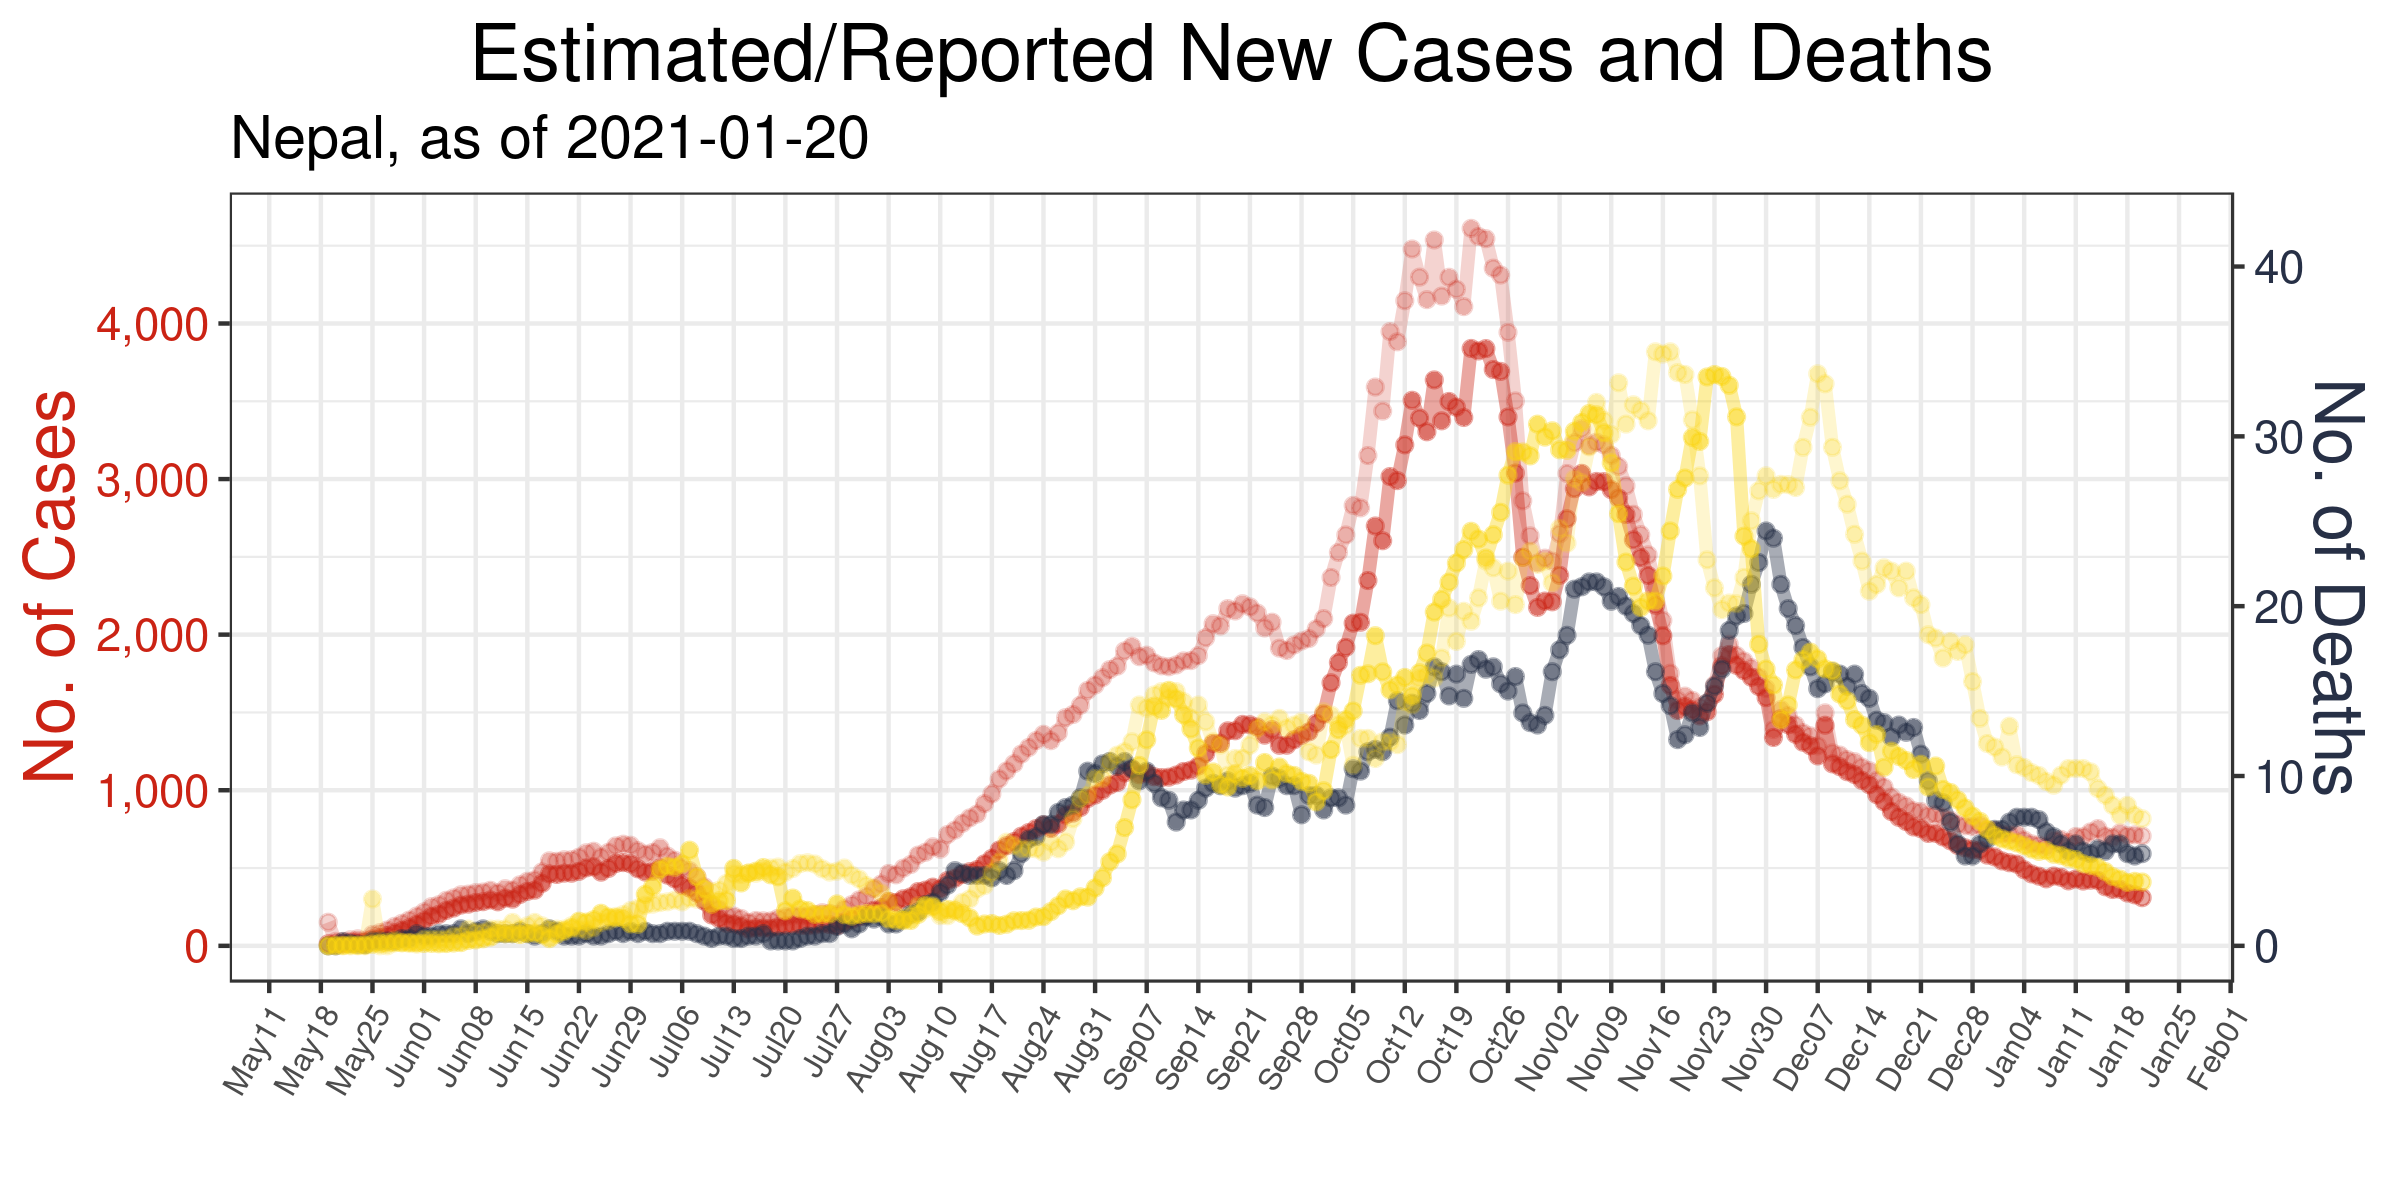 Estimated/Reported New Cases and Deaths
Nepal, as of 2021-01-20
No. of Cases
4,000
3,000
2,000
1,000
0
40
30
20
10
0
No. of Deaths
May11
May18
May25
Jun01
Jun08
Jun15
Jun22
Jun29
Jul06
Jul13
Jul20
Jul27
Aug03
Aug10
Aug17
Aug24
Aug31
Sep07
Sep14
Sep21
Sep28
Oct05
Oct12
Oct19
Oct26
Nov02
Nov09
Nov16
Nov23
Nov30
Dec07
Dec14
Dec21
Dec28
Jan04
Jan11
Jan18
Jan25
Feb01